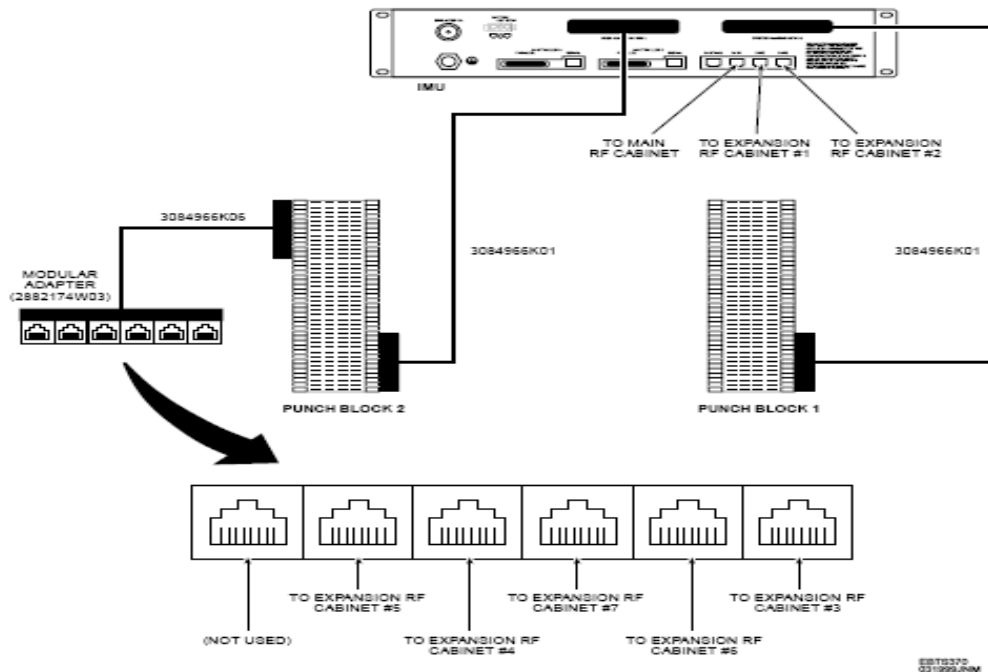 IMU
TO MAIN
RF CABINET
TO EXPANSION
RF CABINET #1
TO EXPANSION
RF CABINET #2
3084966K06
3084966K01
3084966K01
MODULAR
ADAPTER
(2882174W03)
PUNCH BLOCK 2
PUNCH BLOCK 1
TO EXPANSION RF
CABINET #5
TO EXPANSION RF
CABINET #7
TO EXPANSION RF
CABINET #3
(NOT USED)
TO EXPANSION RF
CABINET #4
TO EXPANSION RF
CABINET #6
EBTS370
031999JNM